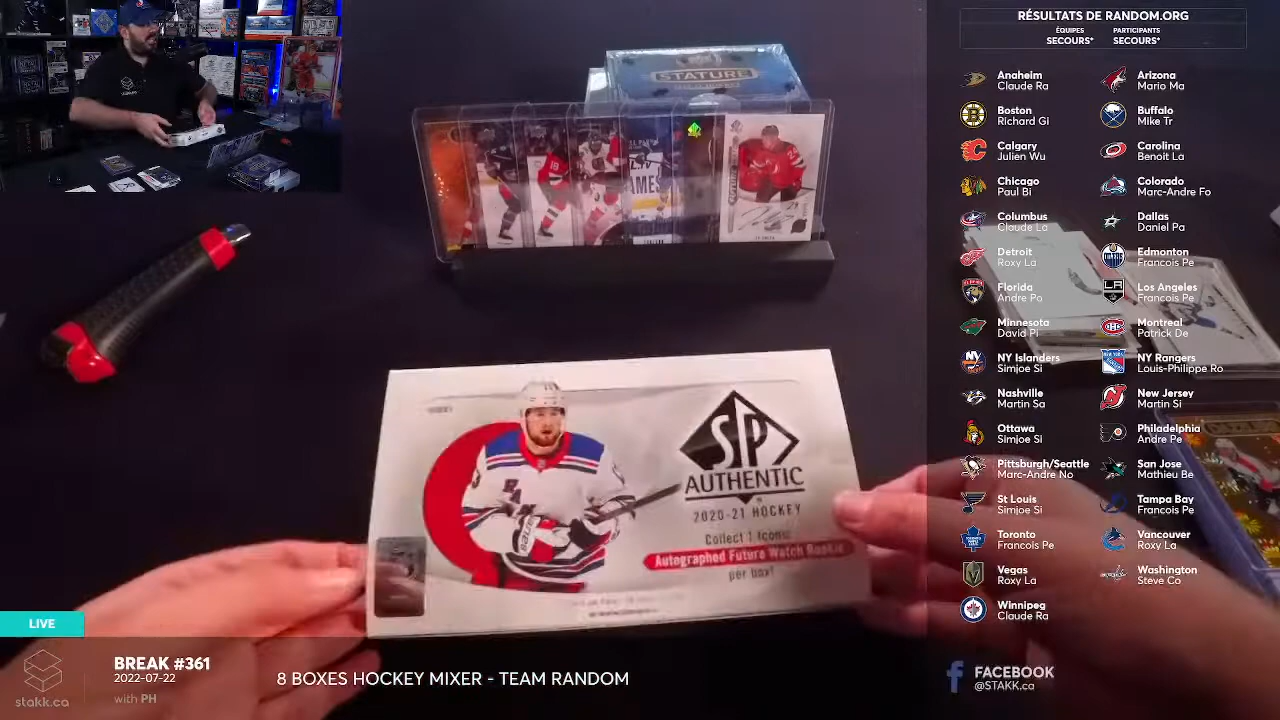 STATURE
SP
AUTHENTIC
2020-21 HOCKEY
Collect 1 Iconic
Autographed Future Watch Rookie
per box!
RÉSULTATS DE RANDOM.ORG
ÉQUIPES
SECOURS*
PARTICIPANTS
SECOURS*
Anaheim
Claude Ra
Arizona
Mario Ma
Boston
Richard Gi
Buffalo
Mike Tr
Calgary
Julien Wu
Carolina
Benoit La
Chicago
Paul Bi
Colorado
Marc-Andre Fo
Columbus
Claude La
Dallas
Daniel Pa
Detroit
Roxy La
Edmonton
Francois Pe
Florida
Andre Po
Los Angeles
Francois Pe
Minnesota
David Pi
Montreal
Patrick De
NY Islanders
Simjoe Si
NY Rangers
Louis-Philippe Ro
Nashville
Martin Sa
New Jersey
Martin Si
Ottawa
Simjoe Si
Philadelphia
Andre Pe
Pittsburgh/Seattle
Marc-Andre No
San Jose
Mathieu Be
St Louis
Simjoe Si
Tampa Bay
Francois Pe
Toronto
Francois Pe
Vancouver
Roxy La
Vegas
Roxy La
Washington
Steve Co
Winnipeg
Claude Ra
LIVE
stakk.ca
BREAK #361
2022-07-22
with PH
8 BOXES HOCKEY MIXER - TEAM RANDOM
FACEBOOK
@STAKK.ca